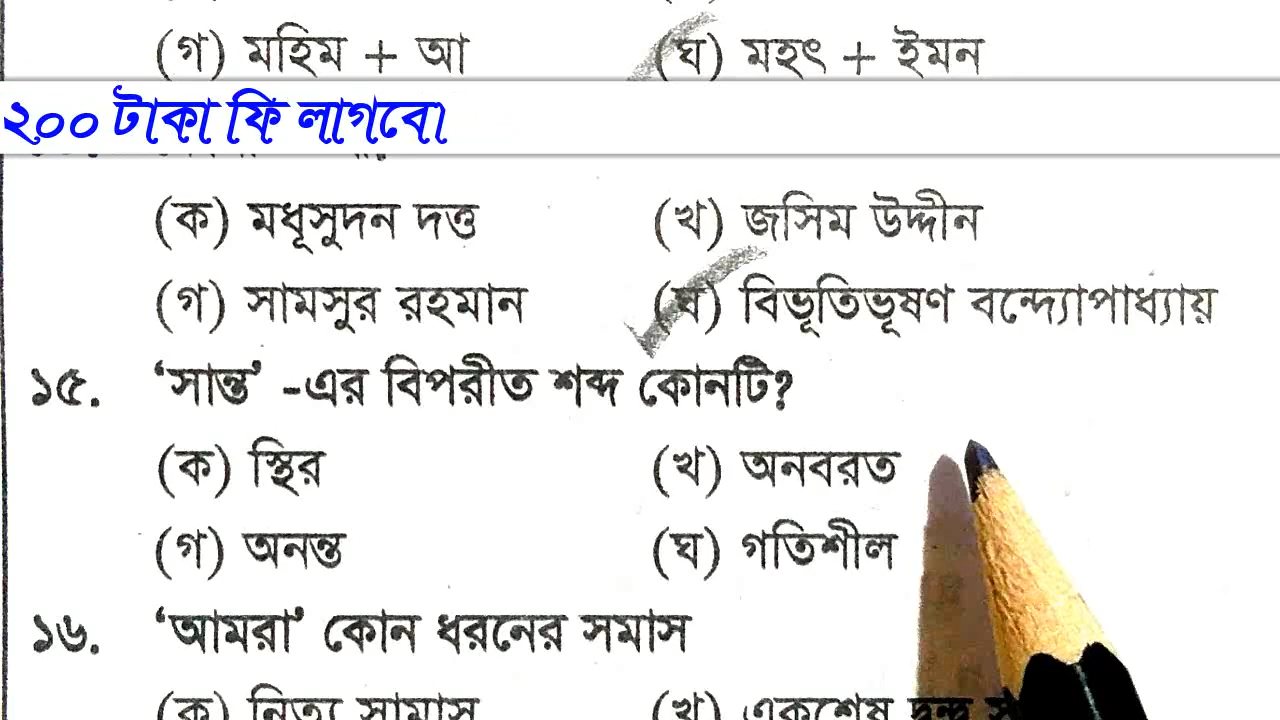 (গ) মহিম + আ (ঘ) মহৎ + ইমন
২০০ টাকা ফি লাগবে।
(ক) মধূসুদন দত্ত (খ) জসিম উদ্দীন
(গ) সামসুর রহমান (ঘ) বিভূতিভূষণ বন্দ্যোপাধ্যায়
১৫. ‘সান্ত’ -এর বিপরীত শব্দ কোনটি?
(ক) স্থির (খ) অনবরত
(গ) অনন্ত (ঘ) গতিশীল
১৬. ‘আমরা’ কোন ধরনের সমাস
(ক) নিত্য সামাস (খ) একশেষ দ্বন্দ্ব